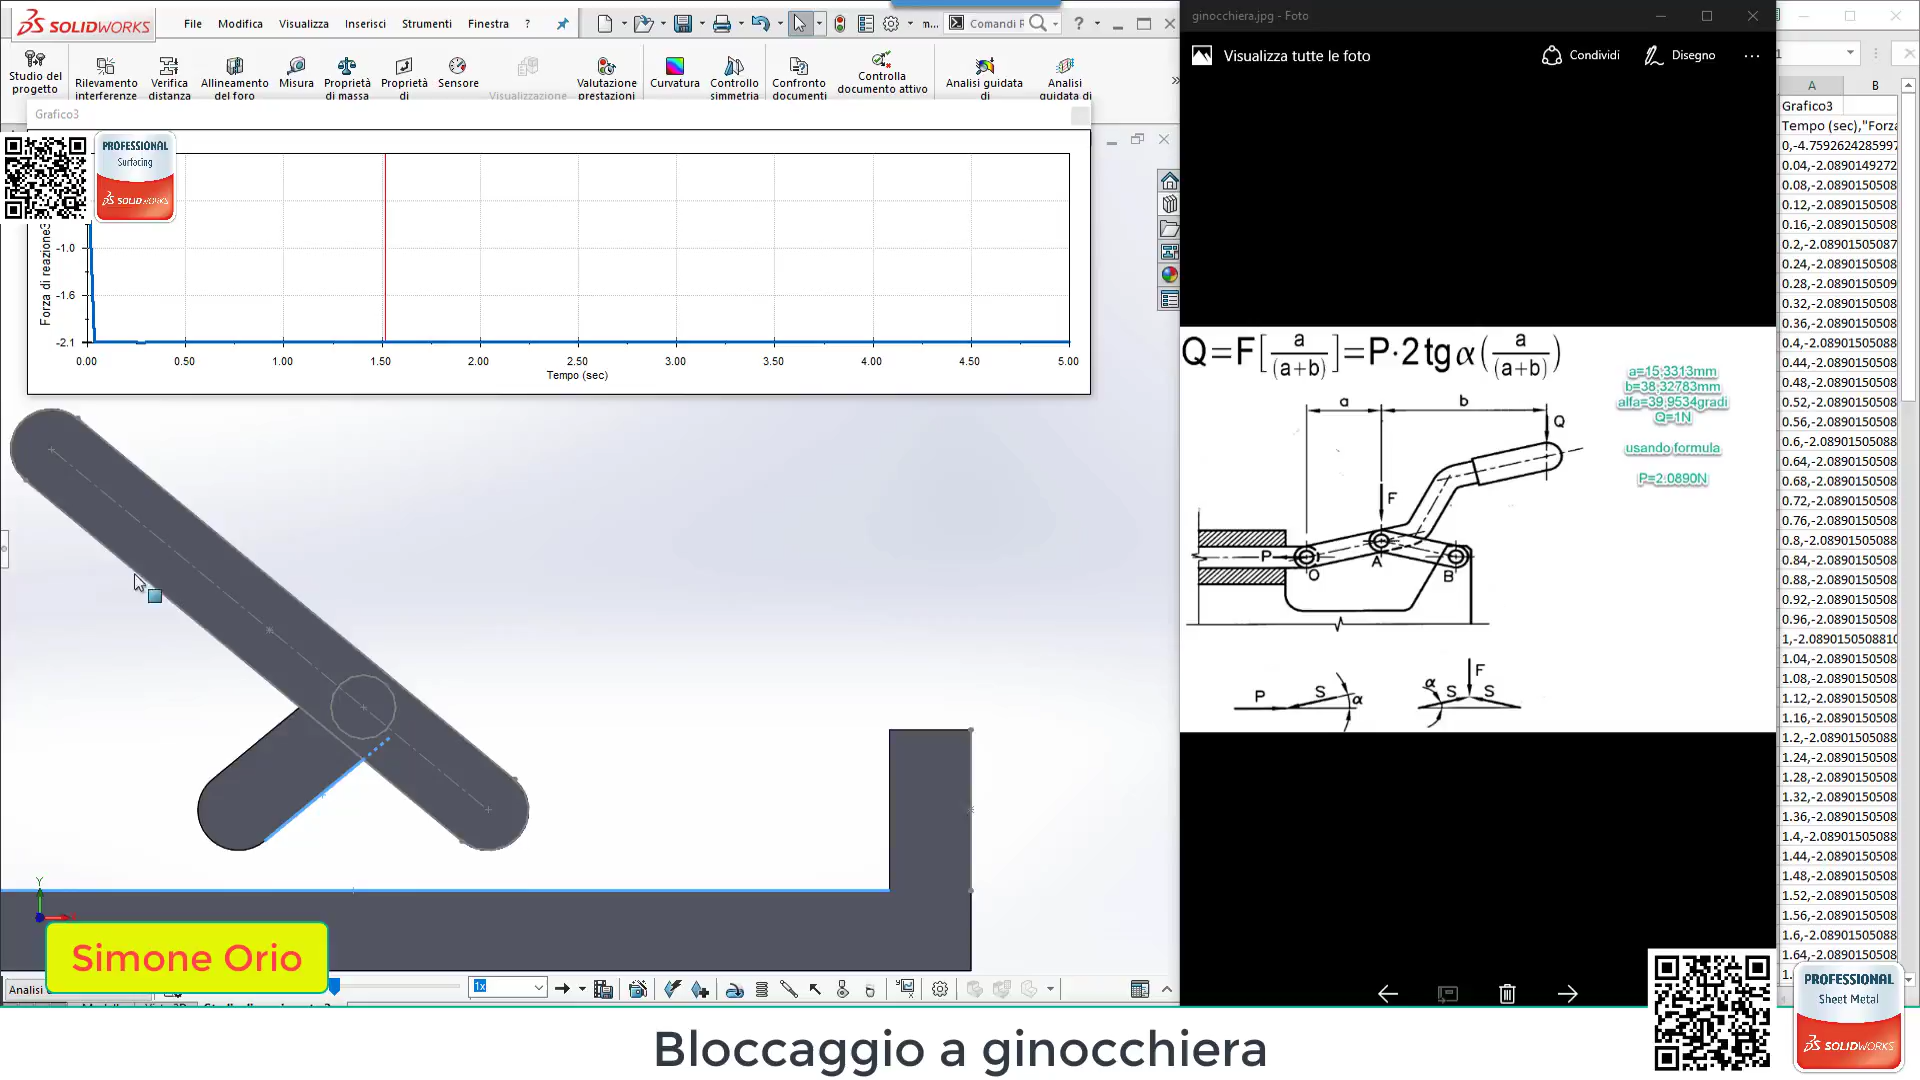 SOLIDWORKS
File Modifica Visualizza Inserisci Strumenti Finestra ?
m... Comandi R
?
Studio del progetto
Rilevamento interferenze
Verifica distanza
Allineamento del foro
Misura
Proprietà di massa
Proprietà di
Sensore
Visualizzazione
Valutazione prestazioni
Curvatura
Controllo simmetria
Confronto documenti
Controlla documento attivo
Analisi guidata di
Analisi guidata di
Grafico3
PROFESSIONAL
Surfacing
SOLIDWORKS
Forza di reazione3
-1.0
-1.6
-2.1
0.00 0.50 1.00 1.50 2.00 2.50 3.00 3.50 4.00 4.50 5.00
Tempo (sec)
Y
Simone Orio
Analisi
1x
ginocchiera.jpg - Foto
Visualizza tutte le foto
Condividi
Disegno
Q=F[a/(a+b)]=P·2tgα(a/(a+b))
a=15,3313mm
b=38,32783mm
alfa=39,9534gradi
Q=1N
usando formula
P=2.0890N
a b
Q
F
P
O A B
F
P S α α S S
1
A B
Grafico3
Tempo (sec),"Forza
0,-4.7592624285997
0.04,-2.0890149272
0.08,-2.0890150508
0.12,-2.0890150508
0.16,-2.0890150508
0.2,-2.08901505087
0.24,-2.0890150508
0.28,-2.0890150509
0.32,-2.0890150508
0.36,-2.0890150508
0.4,-2.08901505088
0.44,-2.0890150508
0.48,-2.0890150508
0.52,-2.0890150508
0.56,-2.0890150508
0.6,-2.08901505088
0.64,-2.0890150508
0.68,-2.0890150508
0.72,-2.0890150508
0.76,-2.0890150508
0.8,-2.08901505088
0.84,-2.0890150508
0.88,-2.0890150508
0.92,-2.0890150508
0.96,-2.0890150508
1,-2.0890150508810
1.04,-2.0890150508
1.08,-2.0890150508
1.12,-2.0890150508
1.16,-2.0890150508
1.2,-2.08901505088
1.24,-2.0890150508
1.28,-2.0890150508
1.32,-2.0890150508
1.36,-2.0890150508
1.4,-2.08901505088
1.44,-2.0890150508
1.48,-2.0890150508
1.52,-2.0890150508
1.56,-2.0890150508
1.6,-2.08901505088
1.64,-2.0890150508
PROFESSIONAL
Sheet Metal
SOLIDWORKS
Bloccaggio a ginocchiera